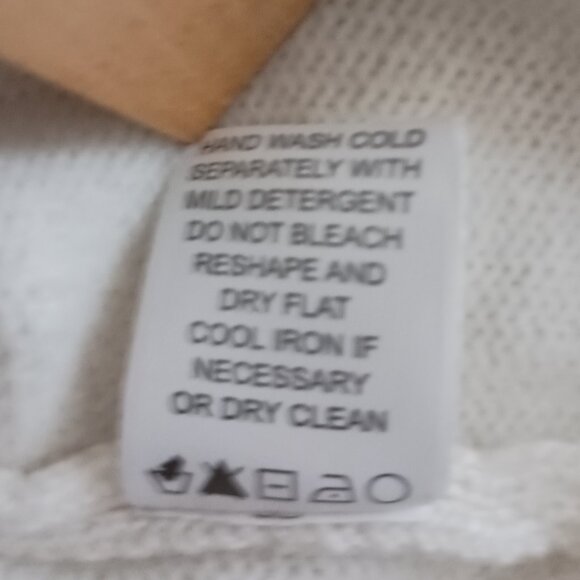 HAND WASH COLD
SEPARATELY WITH
MILD DETERGENT
DO NOT BLEACH
RESHAPE AND
DRY FLAT
COOL IRON IF
NECESSARY
OR DRY CLEAN